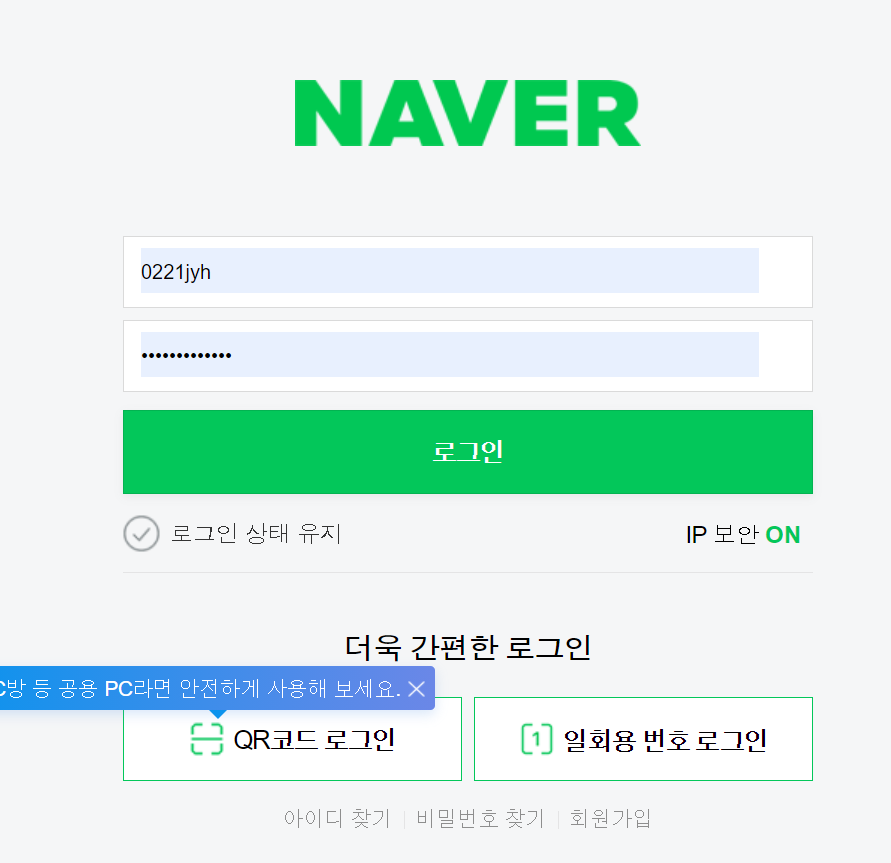 NAVER
0221jyh
•••••••••••••
로그인
로그인 상태 유지
IP 보안 ON
더욱 간편한 로그인
방 등 공용 PC라면 안전하게 사용해 보세요.
QR코드 로그인
일회용 번호 로그인
아이디 찾기
비밀번호 찾기
회원가입